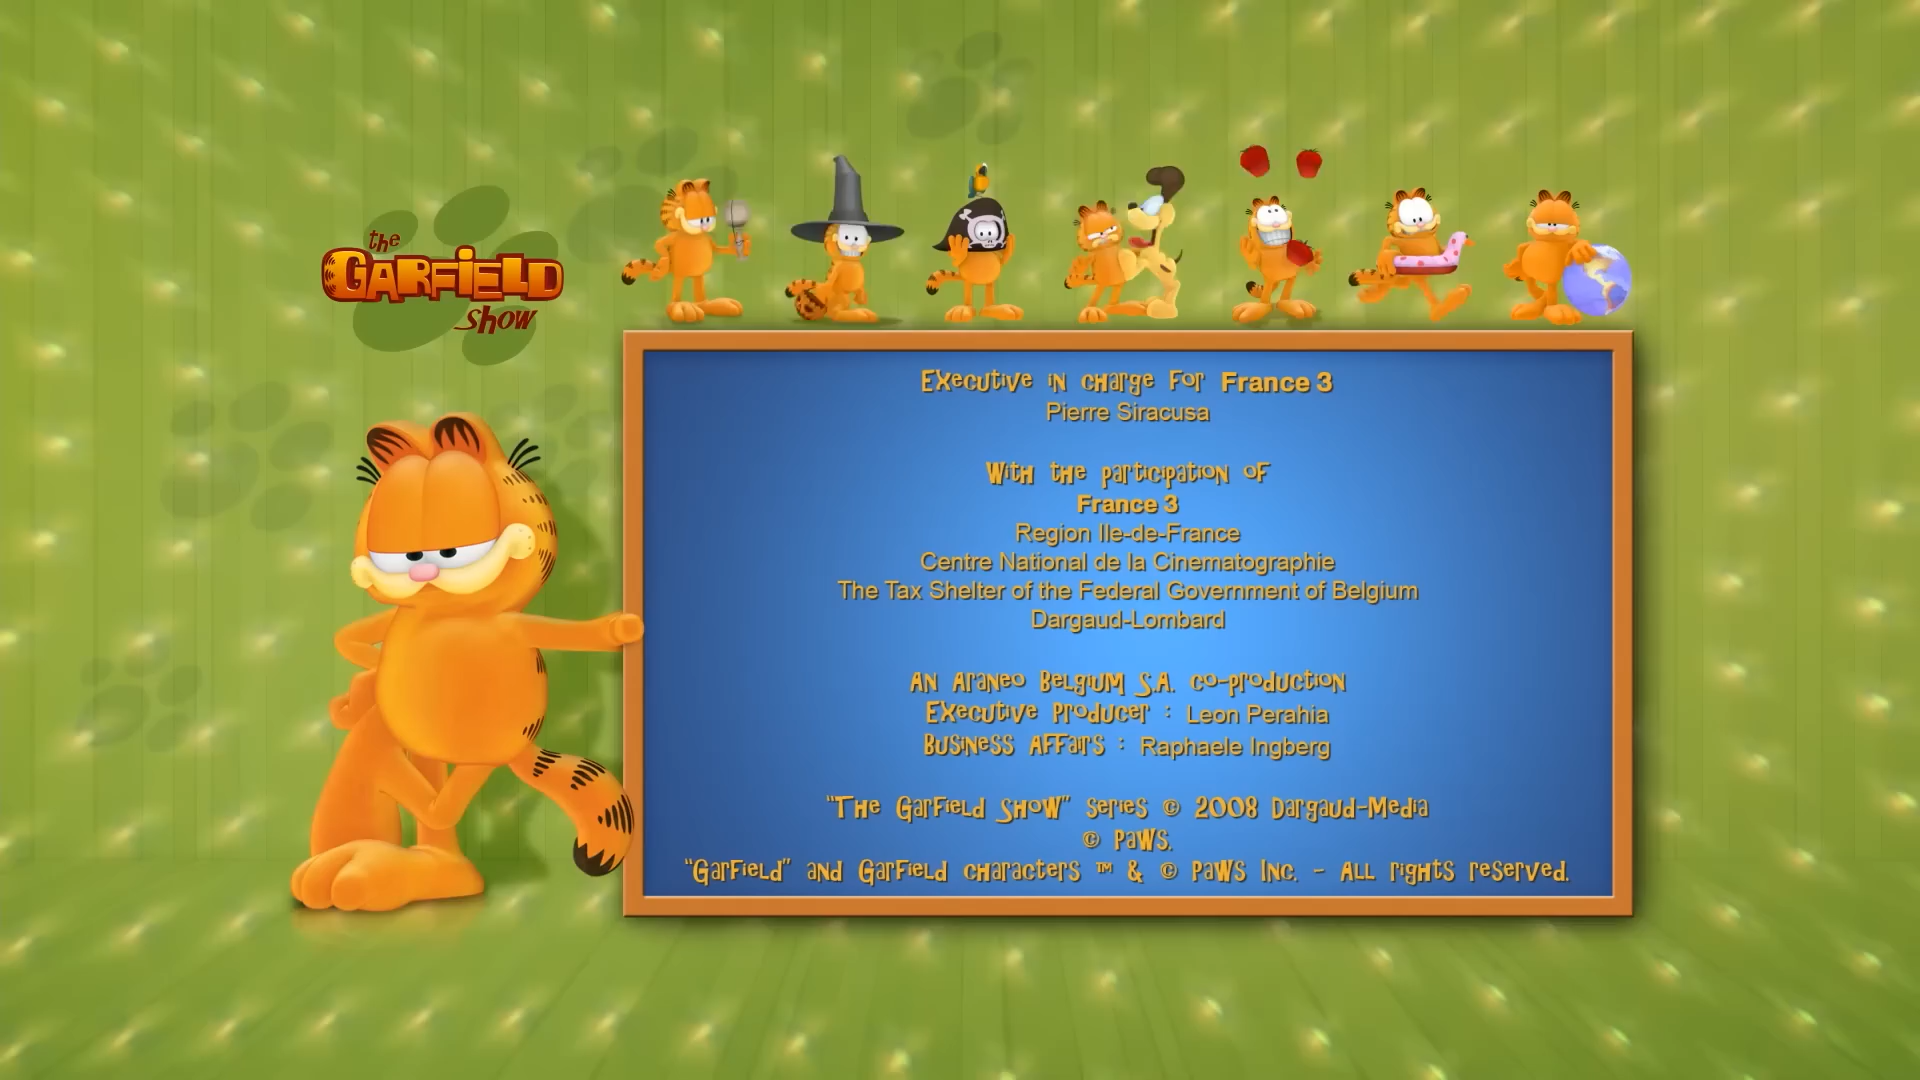 the
GARFIELD
Show
Executive in charge for France 3
Pierre Siracusa
With the participation of
France 3
Region Ile-de-France
Centre National de la Cinematographie
The Tax Shelter of the Federal Government of Belgium
Dargaud-Lombard
An Araneo Belgium S.A. co-production
Executive Producer : Leon Perahia
Business Affairs : Raphaele Ingberg
"The Garfield Show" series © 2008 Dargaud-Media
© PAWS.
"Garfield" and Garfield characters ™ & © PAWS Inc. - All rights reserved.